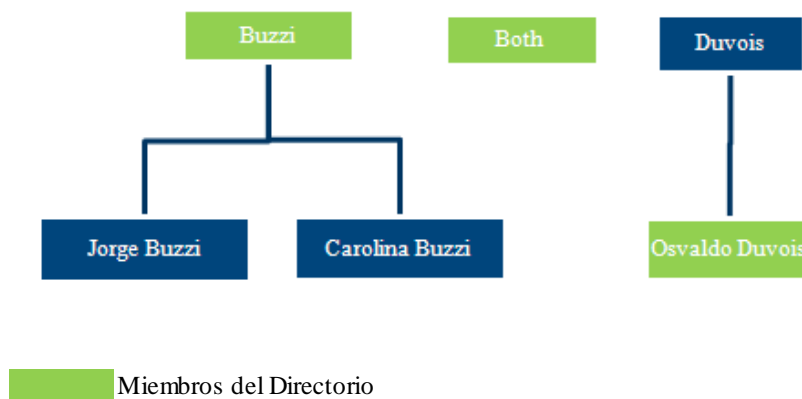 Buzzi
Both
Duvois
Jorge Buzzi
Carolina Buzzi
Osvaldo Duvois
Miembros del Directorio